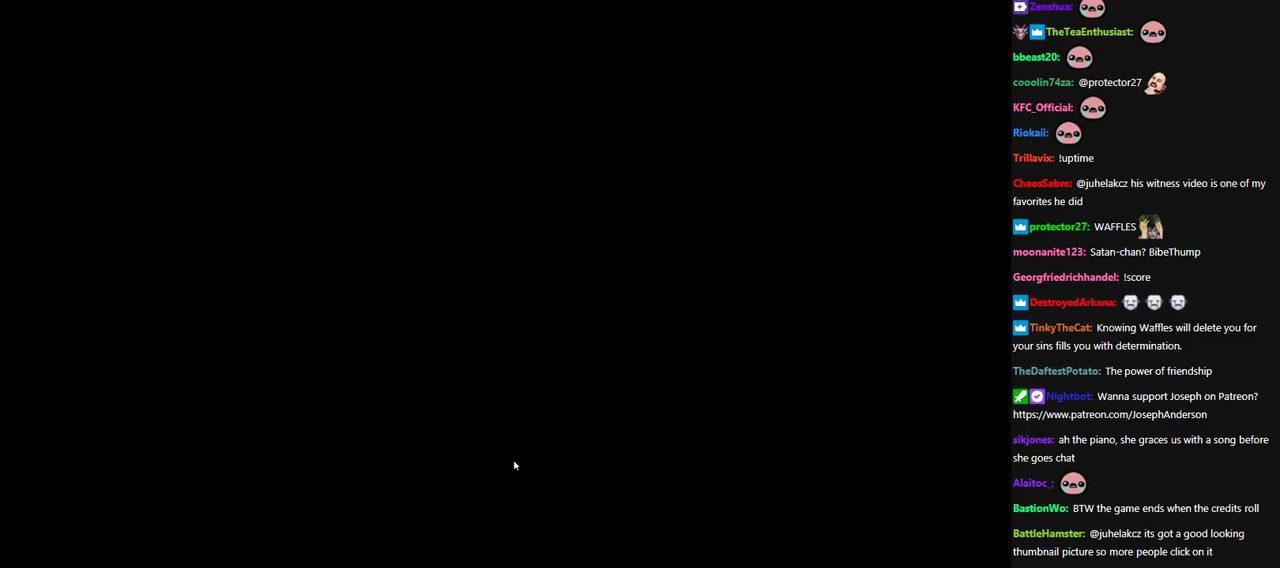 Zenshua:
TheTeaEnthusiast:
bbeast20:
cooolin74za: @protector27
KFC_Official:
Riokaii:
Trillavix: !uptime
ChaosSabre: @juhelakcz his witness video is one of my
favorites he did
protector27: WAFFLES
moonanite123: Satan-chan? BibeThump
Georgfriedrichhandel: !score
DestroyedArkana:
TinkyTheCat: Knowing Waffles will delete you for
your sins fills you with determination.
TheDaftestPotato: The power of friendship
Nightbot: Wanna support Joseph on Patreon?
https://www.patreon.com/JosephAnderson
sikjones: ah the piano, she graces us with a song before
she goes chat
Alaitoc_:
BastionWo: BTW the game ends when the credits roll
BattleHamster: @juhelakcz its got a good looking
thumbnail picture so more people click on it